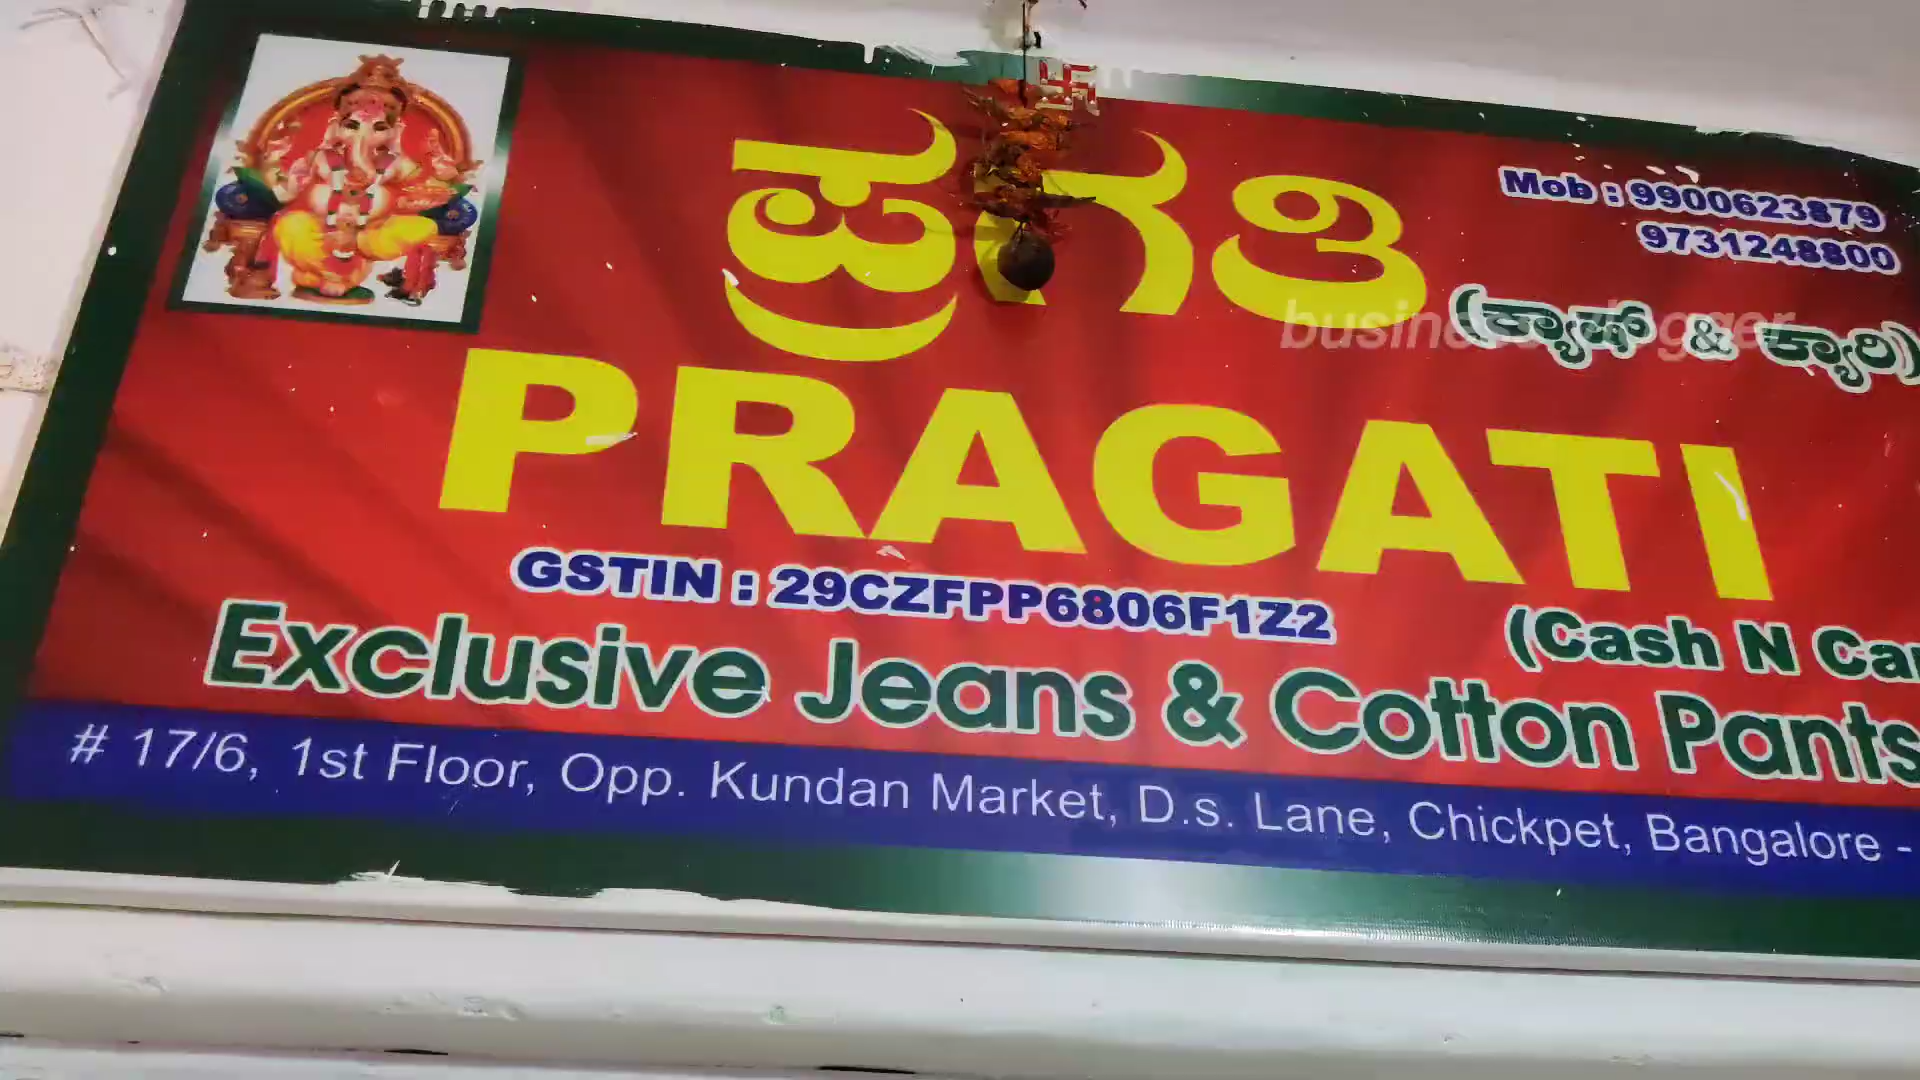 ಪ್ರಗತಿ
Mob : 9900623879
9731248800
(ಕ್ಯಾಷ್ & ಕ್ಯಾರಿ)
PRAGATI
GSTIN : 29CZFPP6806F1Z2
(Cash N Car
Exclusive Jeans & Cotton Pants
# 17/6, 1st Floor, Opp. Kundan Market, D.s. Lane, Chickpet, Bangalore -